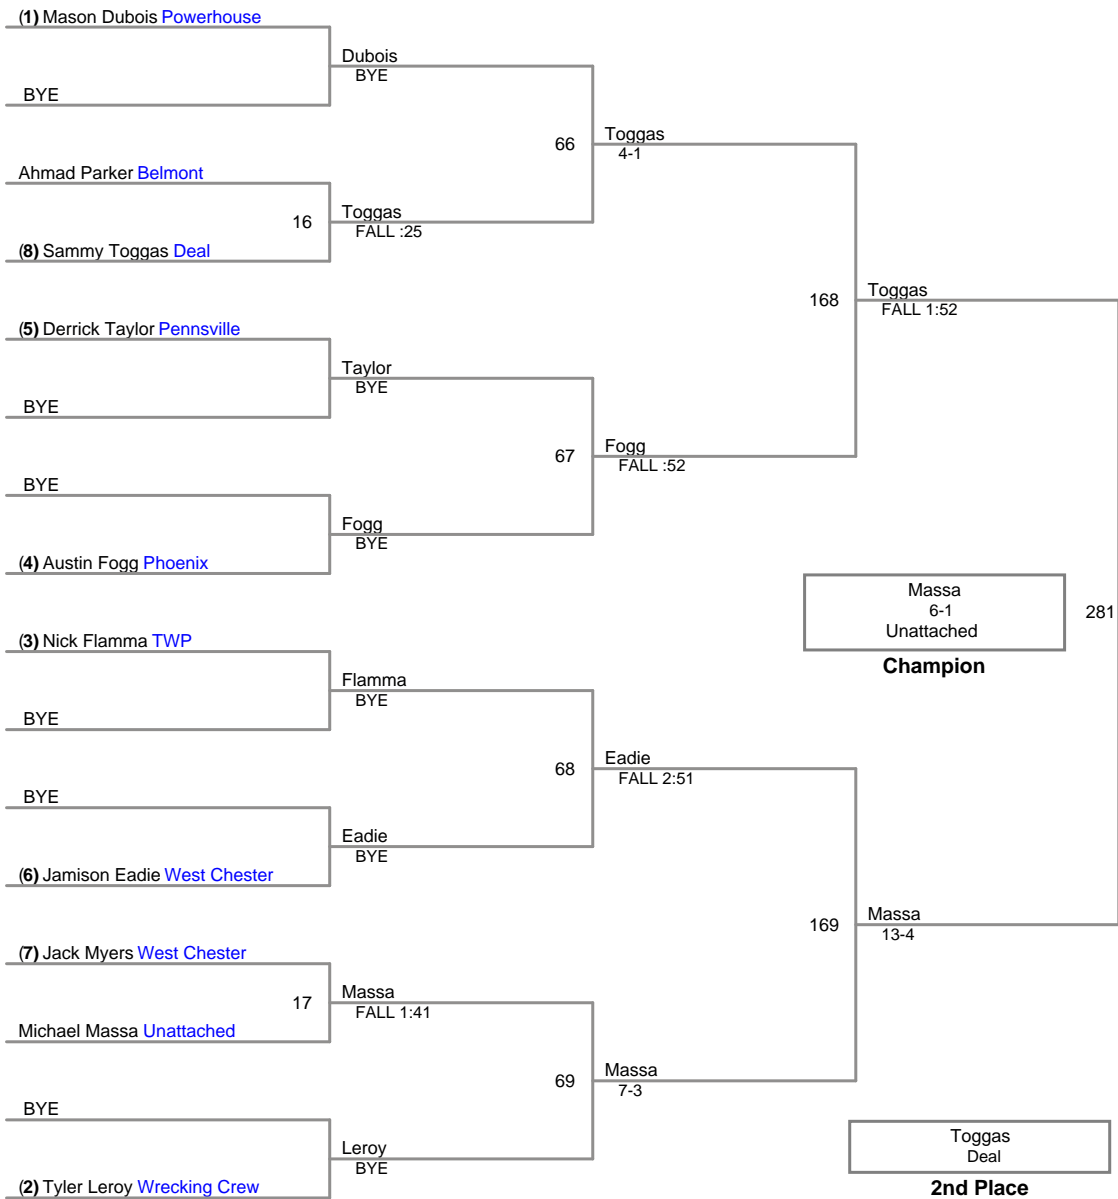 (1) Mason Dubois Powerhouse
Dubois
BYE
BYE
66
Toggas
4-1
Ahmad Parker Belmont
16
Toggas
FALL :25
(8) Sammy Toggas Deal
168
Toggas
FALL 1:52
(5) Derrick Taylor Pennsville
Taylor
BYE
BYE
67
Fogg
FALL :52
BYE
Fogg
BYE
(4) Austin Fogg Phoenix
Massa
6-1
Unattached
281
Champion
(3) Nick Flamma TWP
Flamma
BYE
BYE
68
Eadie
FALL 2:51
BYE
Eadie
BYE
(6) Jamison Eadie West Chester
169
Massa
13-4
(7) Jack Myers West Chester
17
Massa
FALL 1:41
Michael Massa Unattached
69
Massa
7-3
BYE
Leroy
BYE
(2) Tyler Leroy Wrecking Crew
Toggas
Deal
2nd Place